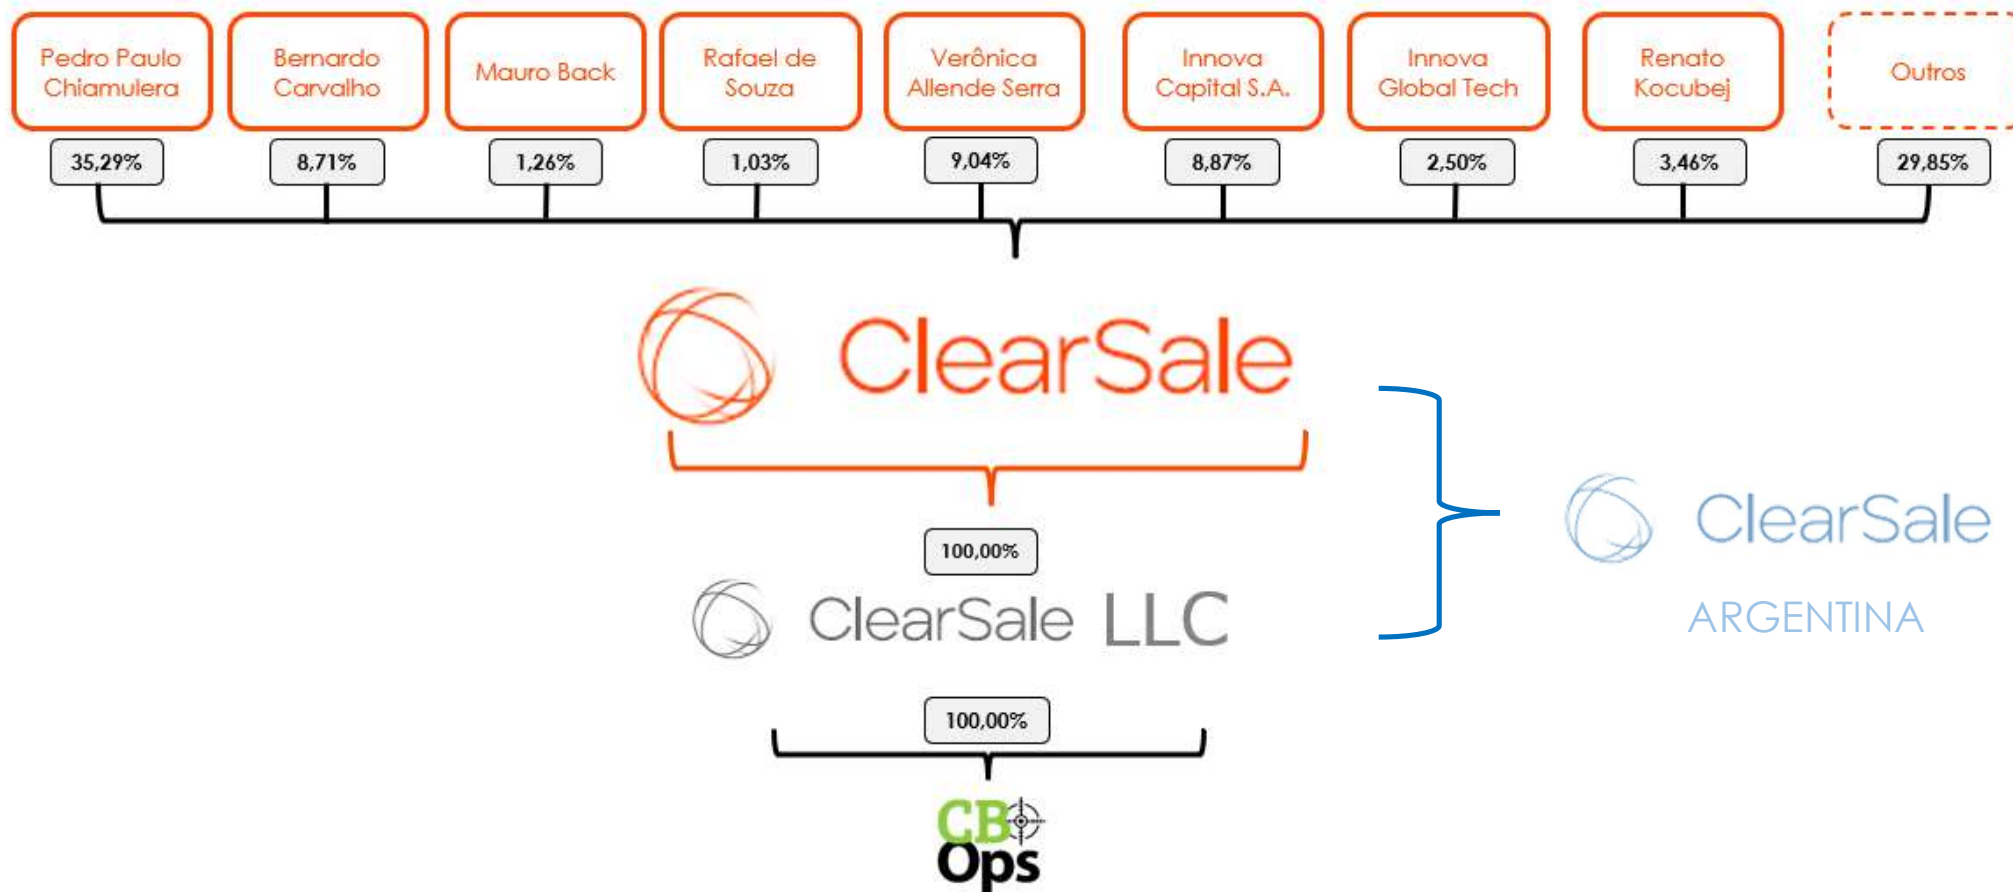 Pedro Paulo
Chiamulera
Bernardo
Carvalho
Mauro Back
Rafael de
Souza
Verônica
Allende Serra
Innova
Capital S.A.
Innova
Global Tech
Renato
Kocubej
Outros
35,29%
8,71%
1,26%
1,03%
9,04%
8,87%
2,50%
3,46%
29,85%
ClearSale
100,00%
ClearSale LLC
ClearSale
ARGENTINA
100,00%
CB
Ops